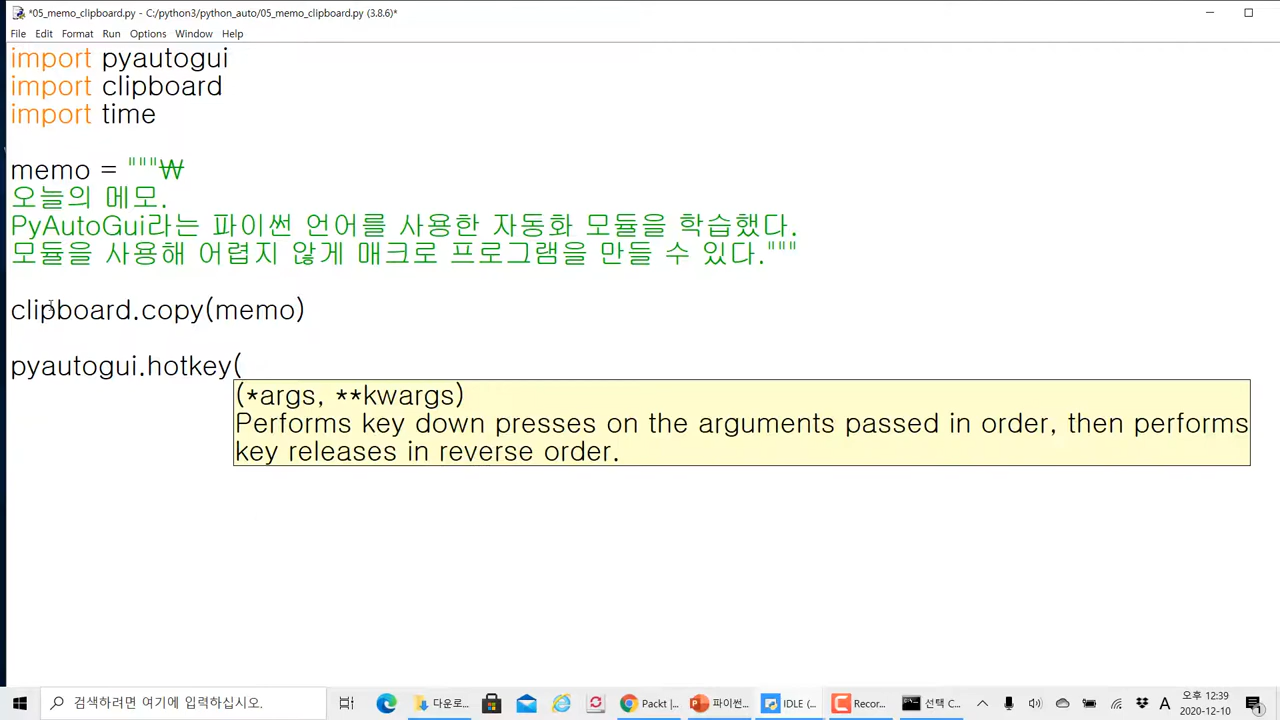 *05_memo_clipboard.py - C:/python3/python_auto/05_memo_clipboard.py (3.8.6)*
File Edit Format Run Options Window Help
import pyautogui
import clipboard
import time
memo = """₩
오늘의 메모.
PyAutoGui라는 파이썬 언어를 사용한 자동화 모듈을 학습했다.
모듈을 사용해 어렵지 않게 매크로 프로그램을 만들 수 있다."""
clipboard.copy(memo)
pyautogui.hotkey(
(*args, **kwargs)
Performs key down presses on the arguments passed in order, then performs
key releases in reverse order.
검색하려면 여기에 입력하십시오. 다운로... Packt |... 파이썬... IDLE (... Recor... 선택 C... A 오후 12:39
2020-12-10 1